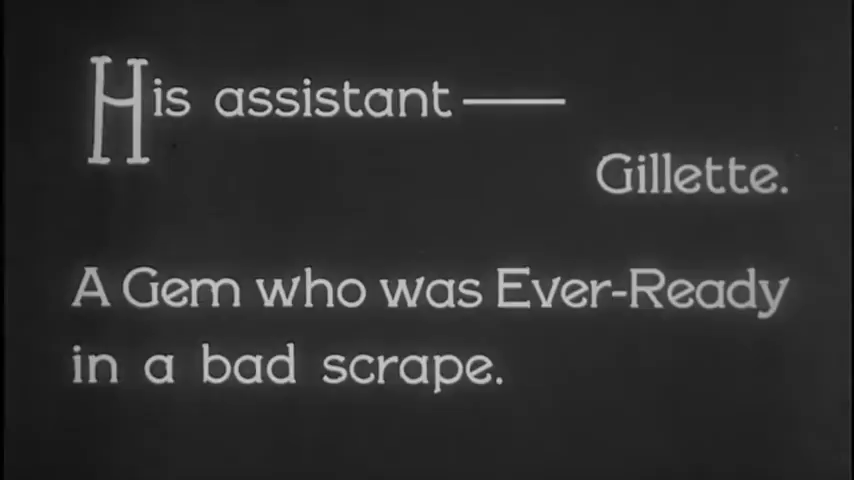 His assistant——
Gillette.
A Gem who was Ever-Ready
in a bad scrape.